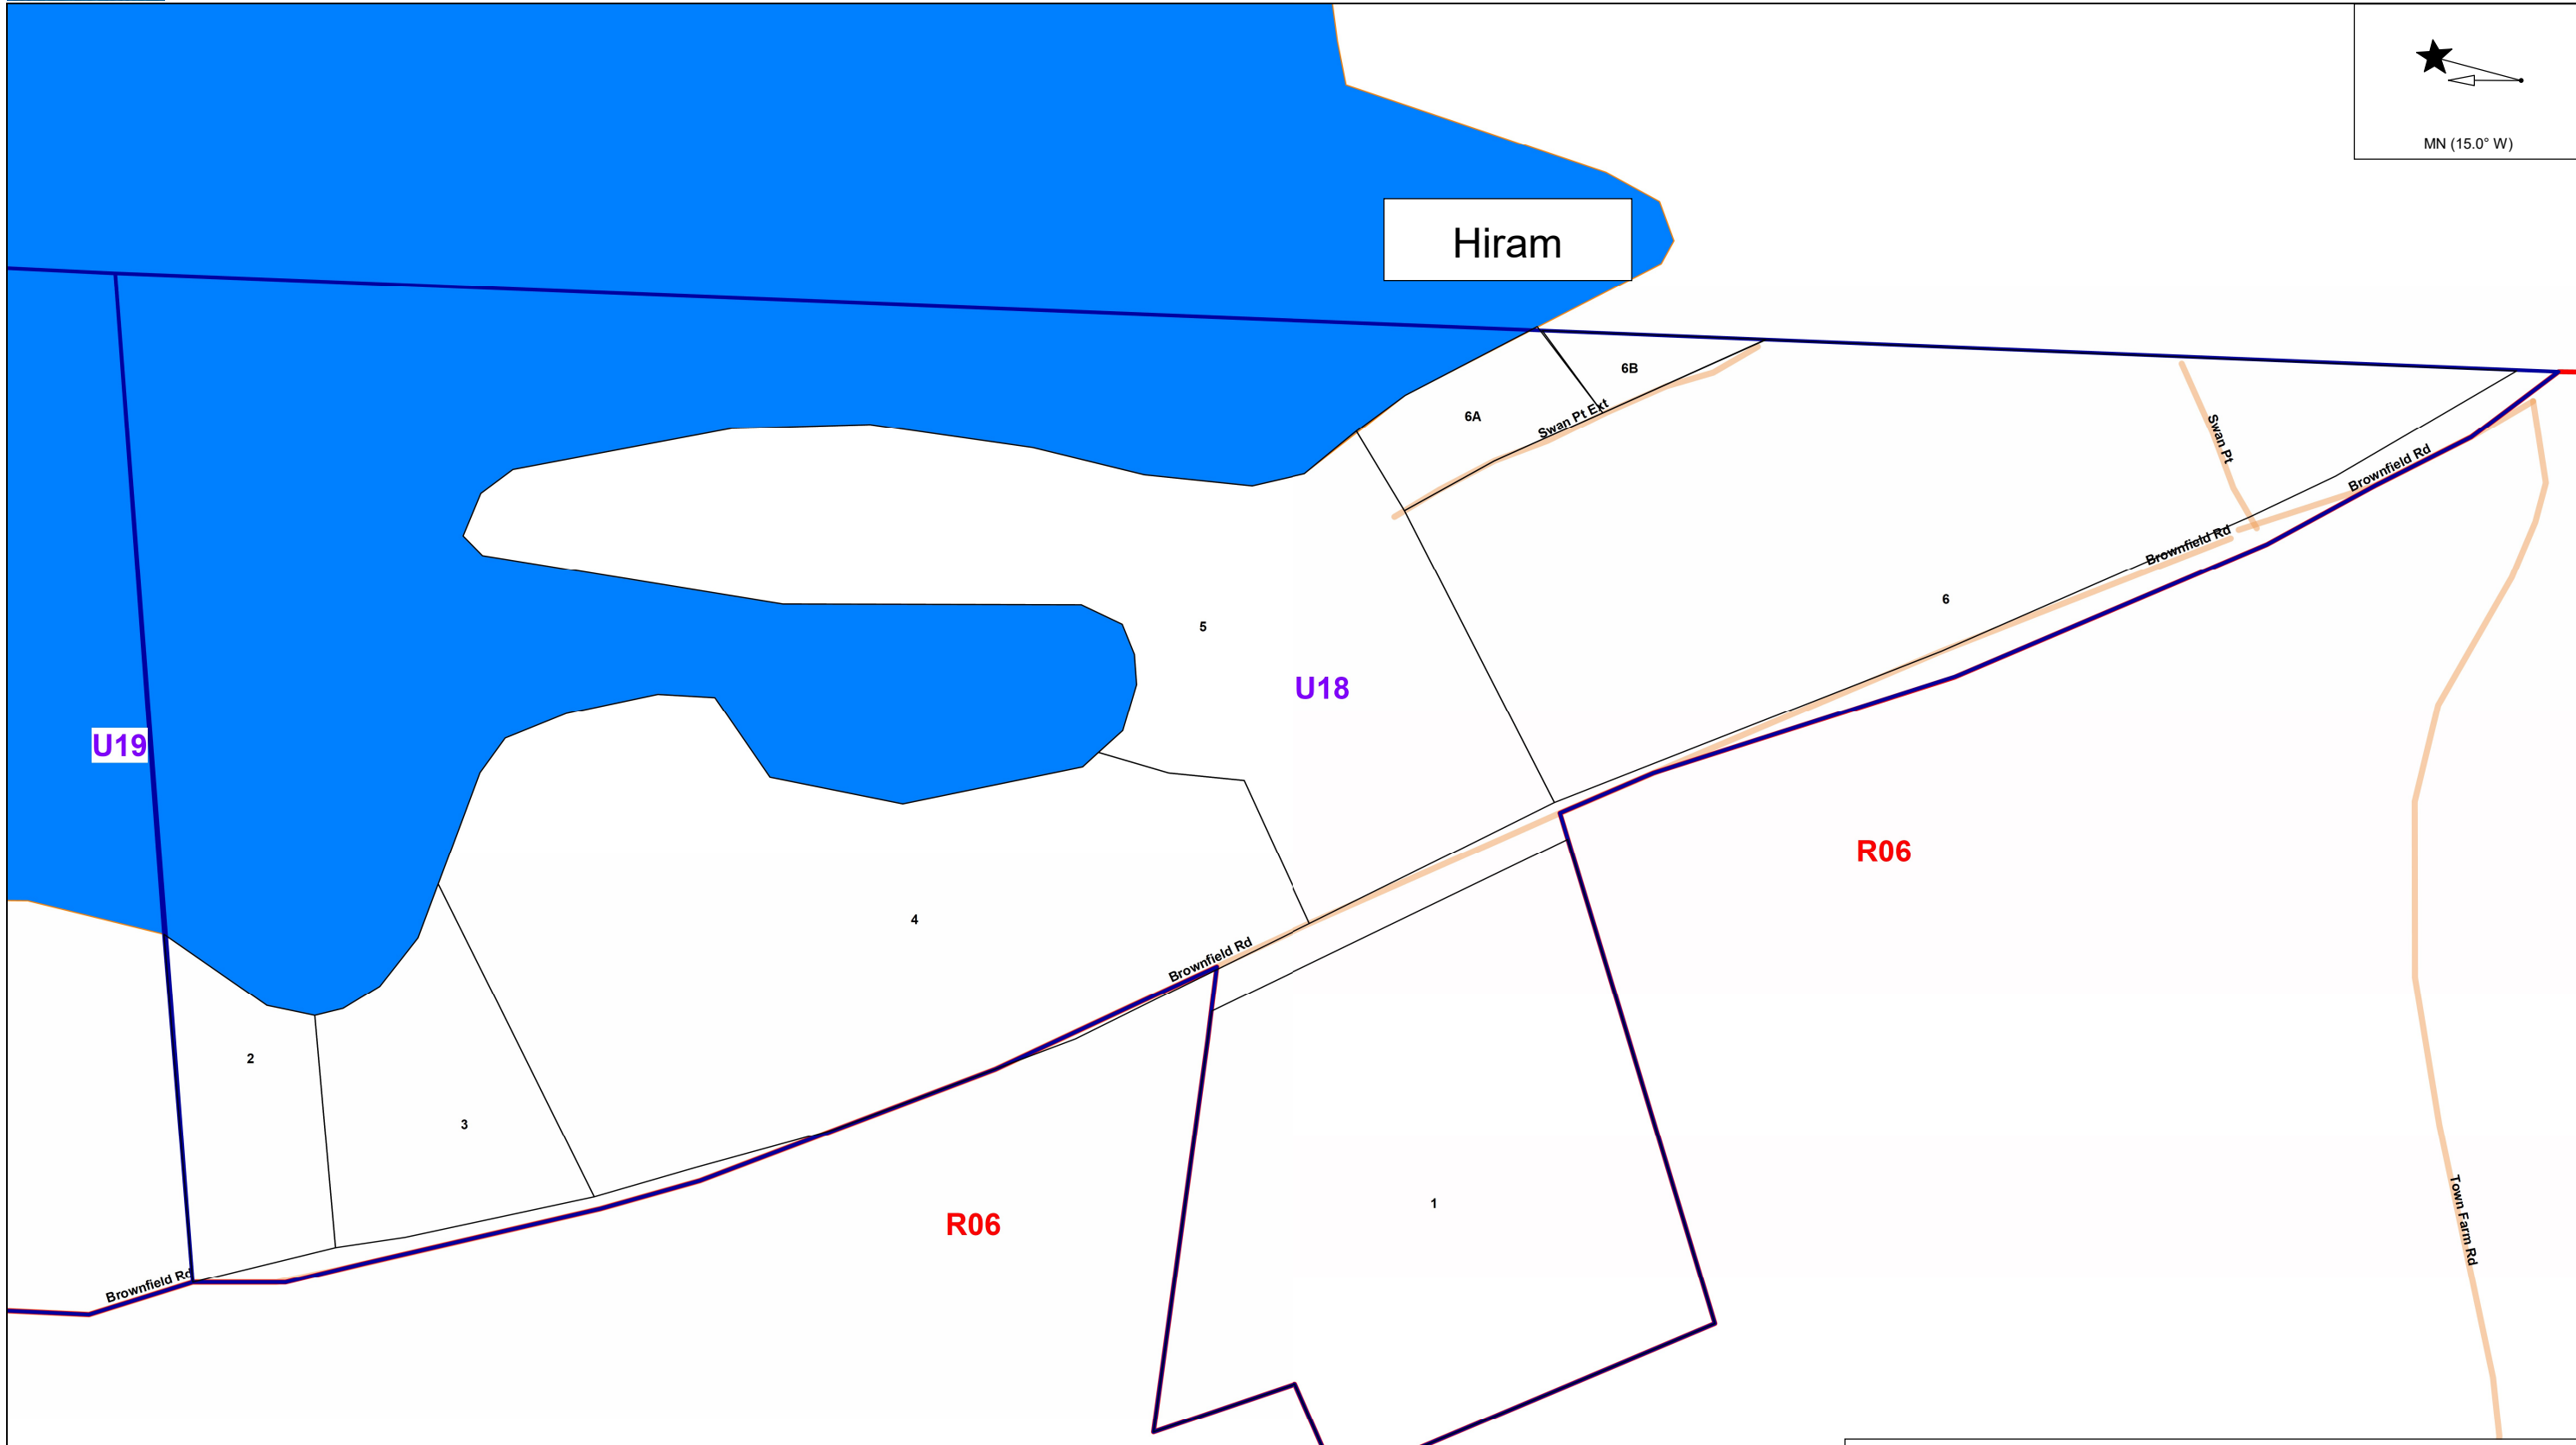 MN (15.0° W)
Hiram
6B
6A
Swan Pt Ext
Swan Pt
Brownfield Rd
Brownfield Rd
6
5
U18
U19
R06
4
Brownfield Rd
2
3
1
R06
Town Farm Rd
Brownfield Rd